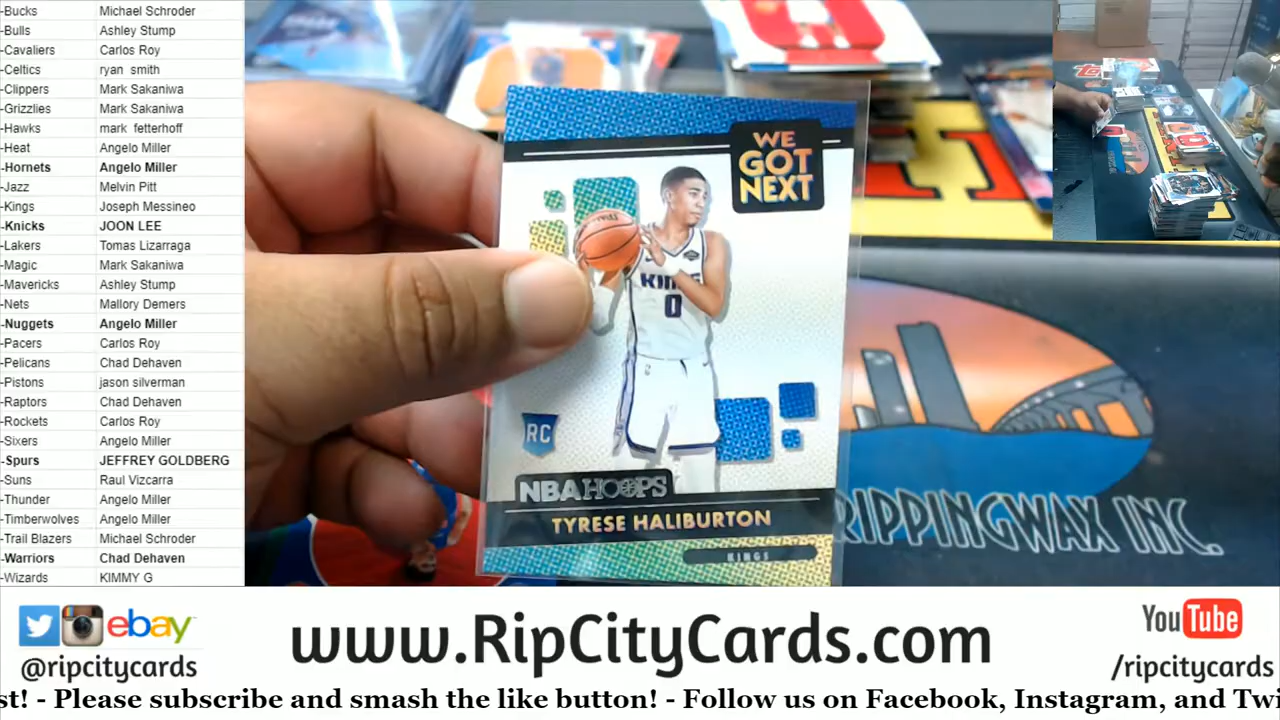 -Bucks Michael Schroder
-Bulls Ashley Stump
-Cavaliers Carlos Roy
-Celtics ryan smith
-Clippers Mark Sakaniwa
-Grizzlies Mark Sakaniwa
-Hawks mark fetterhoff
-Heat Angelo Miller
-Hornets Angelo Miller
-Jazz Melvin Pitt
-Kings Joseph Messineo
-Knicks JOON LEE
-Lakers Tomas Lizarraga
-Magic Mark Sakaniwa
-Mavericks Ashley Stump
-Nets Mallory Demers
-Nuggets Angelo Miller
-Pacers Carlos Roy
-Pelicans Chad Dehaven
-Pistons jason silverman
-Raptors Chad Dehaven
-Rockets Carlos Roy
-Sixers Angelo Miller
-Spurs JEFFREY GOLDBERG
-Suns Raul Vizcarra
-Thunder Angelo Miller
-Timberwolves Angelo Miller
-Trail Blazers Michael Schroder
-Warriors Chad Dehaven
-Wizards KIMMY G
WE
GOT
NEXT
KINGS
0
RC
NBA HOOPS
TYRESE HALIBURTON
KINGS
RIPPINGWAX INC.
ebay
@ripcitycards
www.RipCityCards.com
YouTube
/ripcitycards
st! - Please subscribe and smash the like button! - Follow us on Facebook, Instagram, and Twi